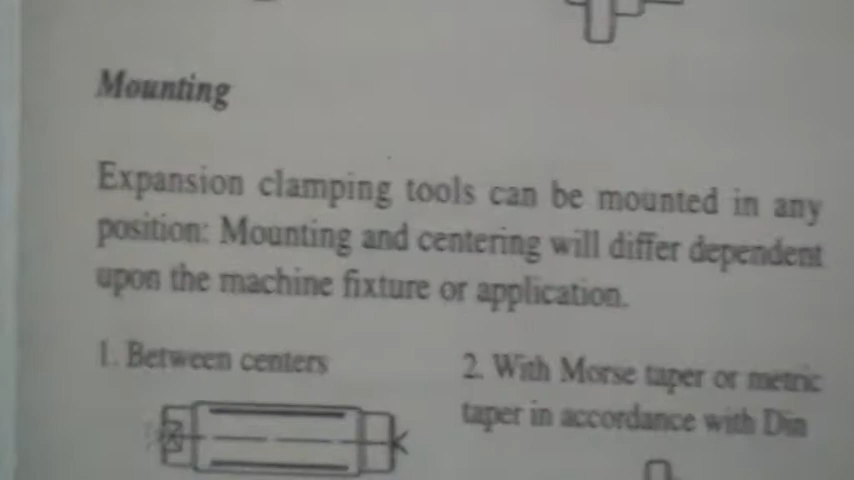 Mounting
Expansion clamping tools can be mounted in any
position: Mounting and centering will differ dependent
upon the machine fixture or application.
1. Between centers
2. With Morse taper or metric
taper in accordance with Din